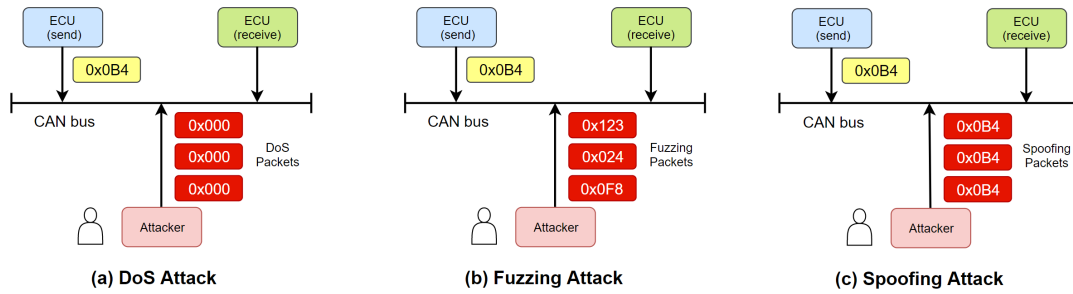 ECU
(send)
ECU
(receive)
0x0B4
CAN bus
0x000
0x000
0x000
DoS
Packets
Attacker
(a) DoS Attack
ECU
(send)
ECU
(receive)
0x0B4
CAN bus
0x123
0x024
0x0F8
Fuzzing
Packets
Attacker
(b) Fuzzing Attack
ECU
(send)
ECU
(receive)
0x0B4
CAN bus
0x0B4
0x0B4
0x0B4
Spoofing
Packets
Attacker
(c) Spoofing Attack